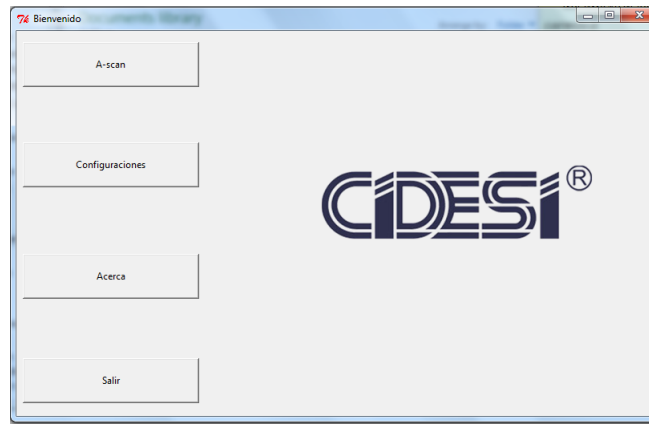 Bienvenido
A-scan
Configuraciones
CIDESI®
Acerca
Salir